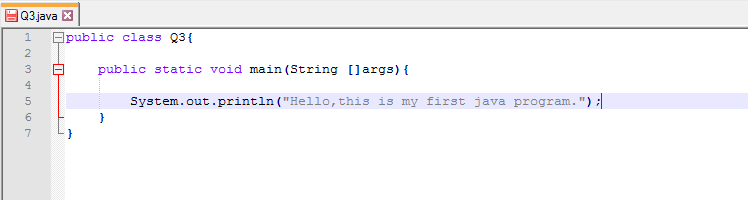 Q3.java
1 public class Q3{
2
3 public static void main(String []args){
4
5 System.out.println("Hello,this is my first java program.");
6 }
7 }